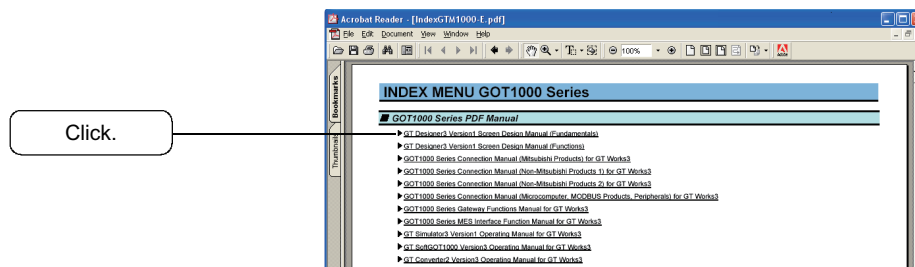 Acrobat Reader - [IndexGTM1000-E.pdf]
File Edit Document View Window Help
100%
Bookmarks
Thumbnails
INDEX MENU GOT1000 Series
GOT1000 Series PDF Manual
Click.
GT Designer3 Version1 Screen Design Manual (Fundamentals)
GT Designer3 Version1 Screen Design Manual (Functions)
GOT1000 Series Connection Manual (Mitsubishi Products) for GT Works3
GOT1000 Series Connection Manual (Non-Mitsubishi Products 1) for GT Works3
GOT1000 Series Connection Manual (Non-Mitsubishi Products 2) for GT Works3
GOT1000 Series Connection Manual (Microcomputer, MODBUS Products, Peripherals) for GT Works3
GOT1000 Series Gateway Functions Manual for GT Works3
GOT1000 Series MES Interface Function Manual for GT Works3
GT Simulator3 Version1 Operating Manual for GT Works3
GT SoftGOT1000 Version3 Operating Manual for GT Works3
GT Converter2 Version3 Operating Manual for GT Works3